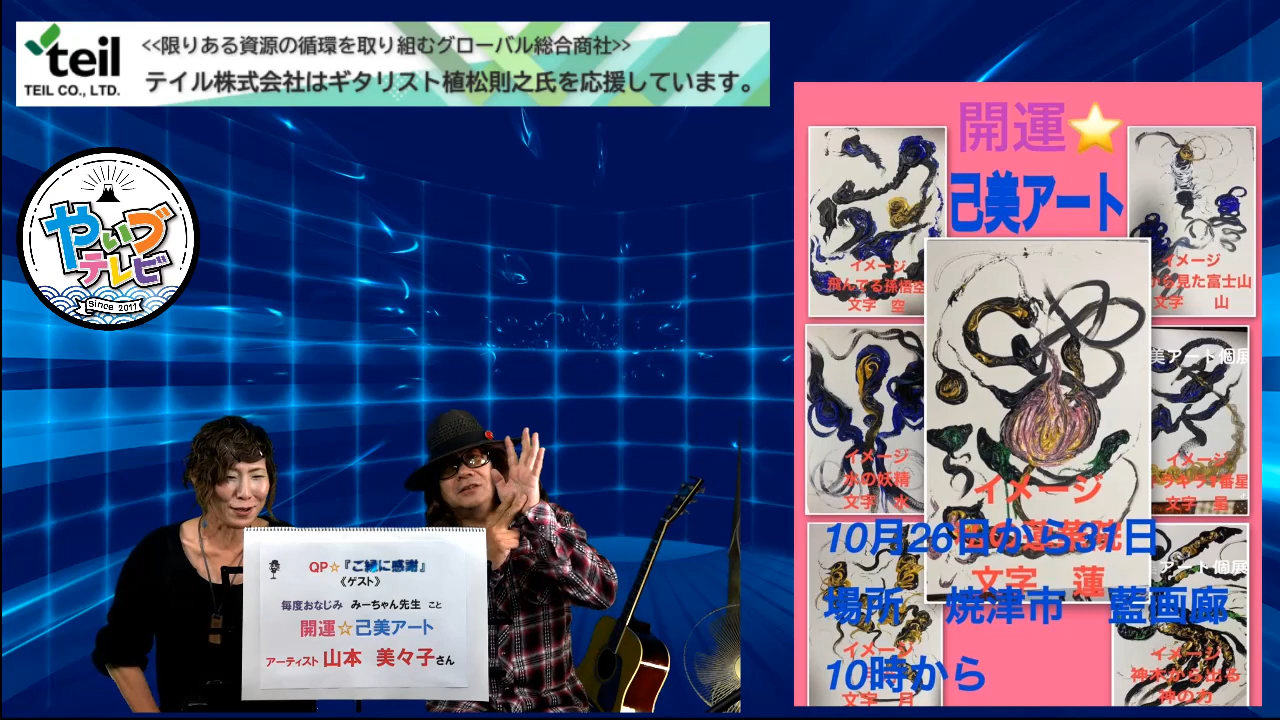 teil
TEIL CO., LTD.
<<限りある資源の循環を取り組むグローバル総合商社>>
テイル株式会社はギタリスト植松則之氏を応援しています。
やいづ
テレビ
since 2017
QP☆『ご縁に感謝』
《ゲスト》
毎度おなじみ みーちゃん先生 こと
開運☆己美アート
アーティスト 山本 美々子さん
開運⭐
己美アート
イメージ
飛んでる孫悟空
文字 空
イメージ
から見た富士山
文字 山
イメージ
水の妖精
文字 水
美アート個展
イメージ
文字 星
イメージ
文字 蓮
10月26日から31日
アート個展
場所 焼津市 藍画廊
イメージ
文字 月
イメージ
神木から出る
神の力
10時から